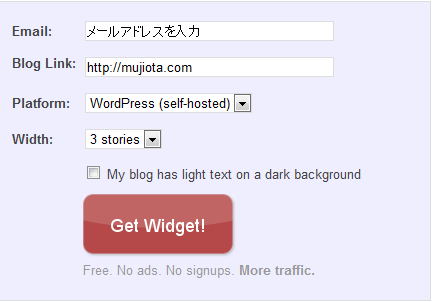 Email: メールアドレスを入力
Blog Link: http://mujiota.com
Platform: WordPress (self-hosted)
Width: 3 stories
My blog has light text on a dark background
Get Widget!
Free. No ads. No signups. More traffic.